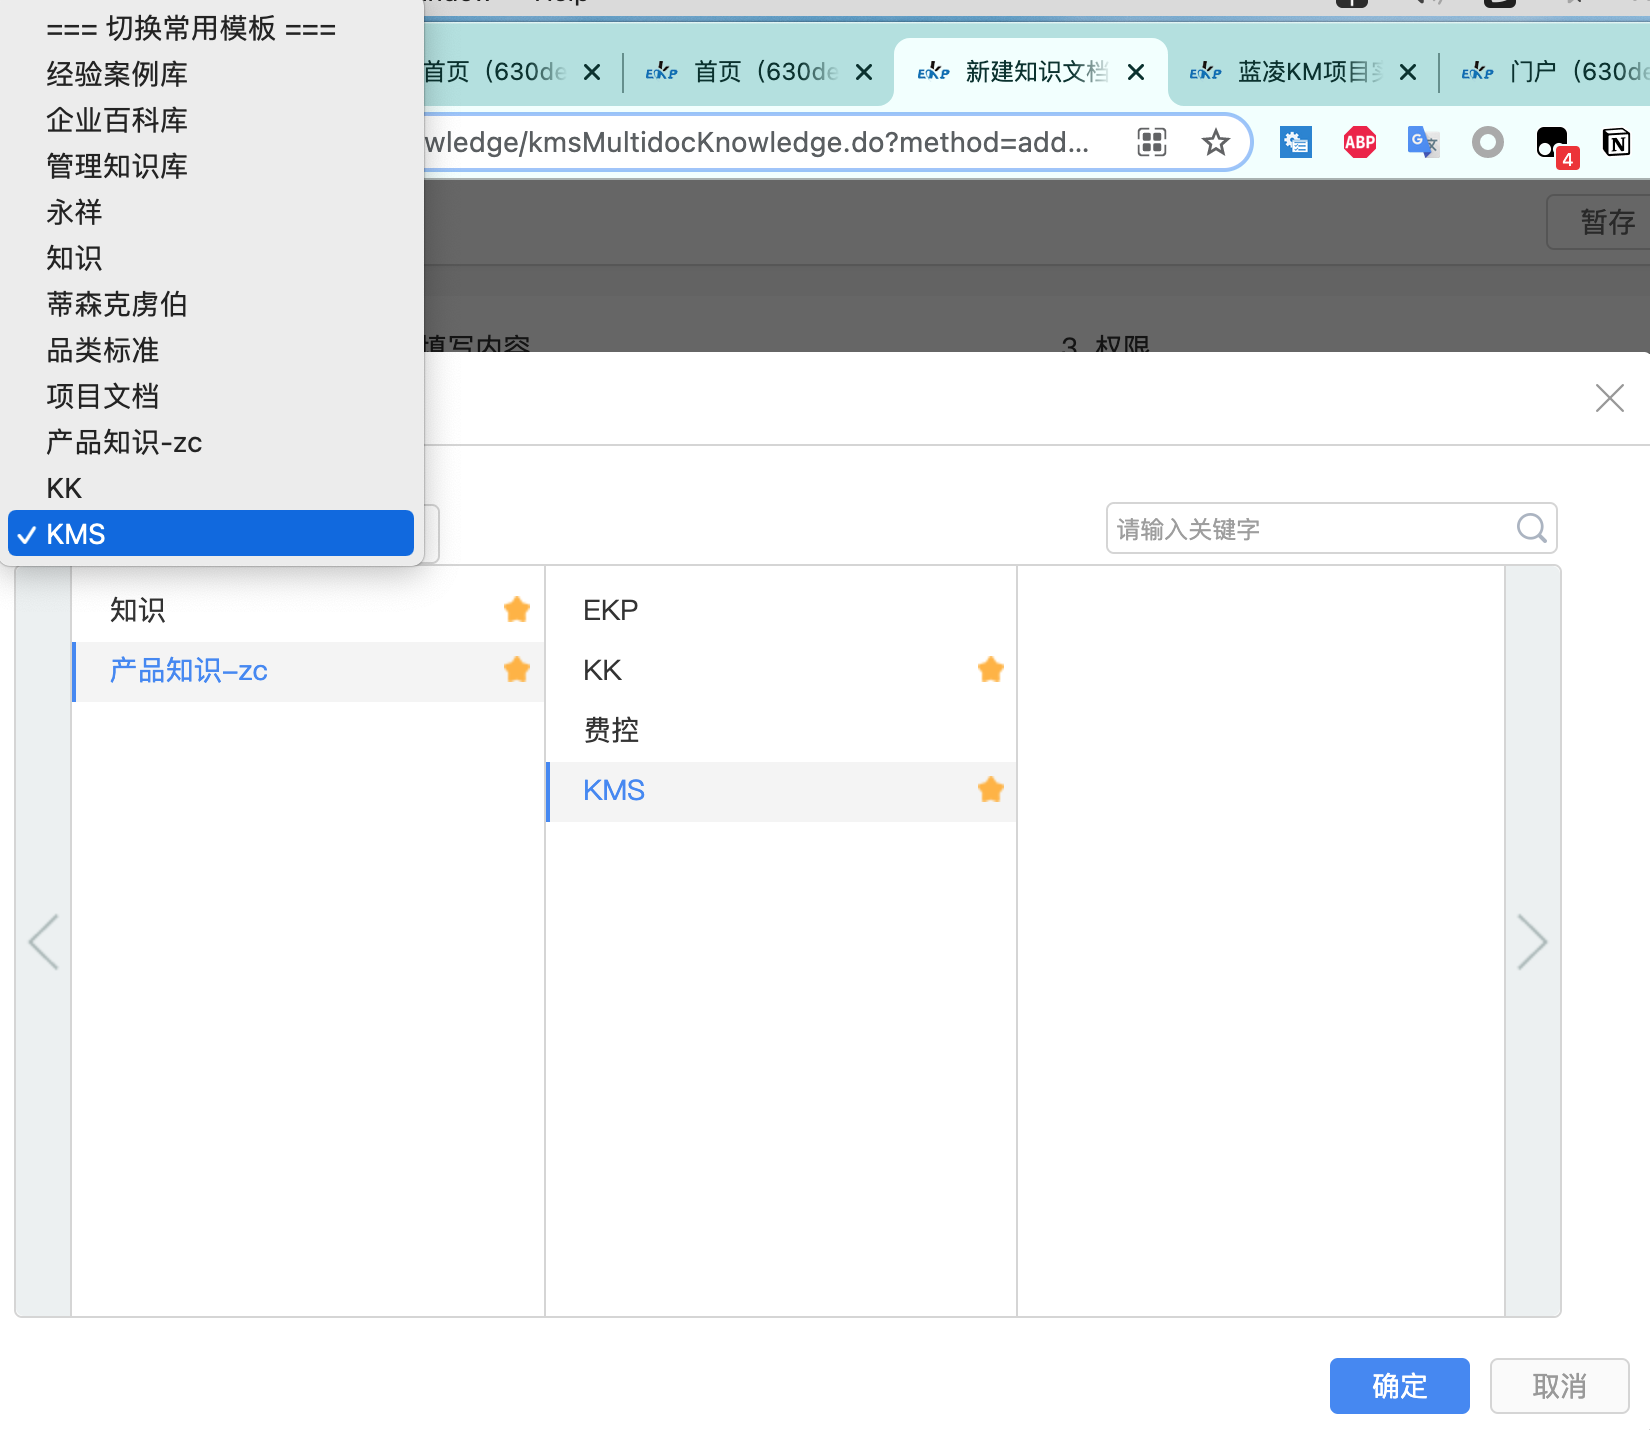 === 切换常用模板 ===
经验案例库
企业百科库
管理知识库
永祥
知识
蒂森克虏伯
品类标准
项目文档
产品知识-zc
KK
KMS
Help
首页（630de
EKP 首页（630de
EKP 新建知识文档
EKP 蓝凌KM项目
EKP 门户（630de
wledge/kmsMultidocKnowledge.do?method=add...
ABP
G
4
N
暂存
填写内容
3. 权限
请输入关键字
知识
产品知识-zc
EKP
KK
费控
KMS
确定
取消